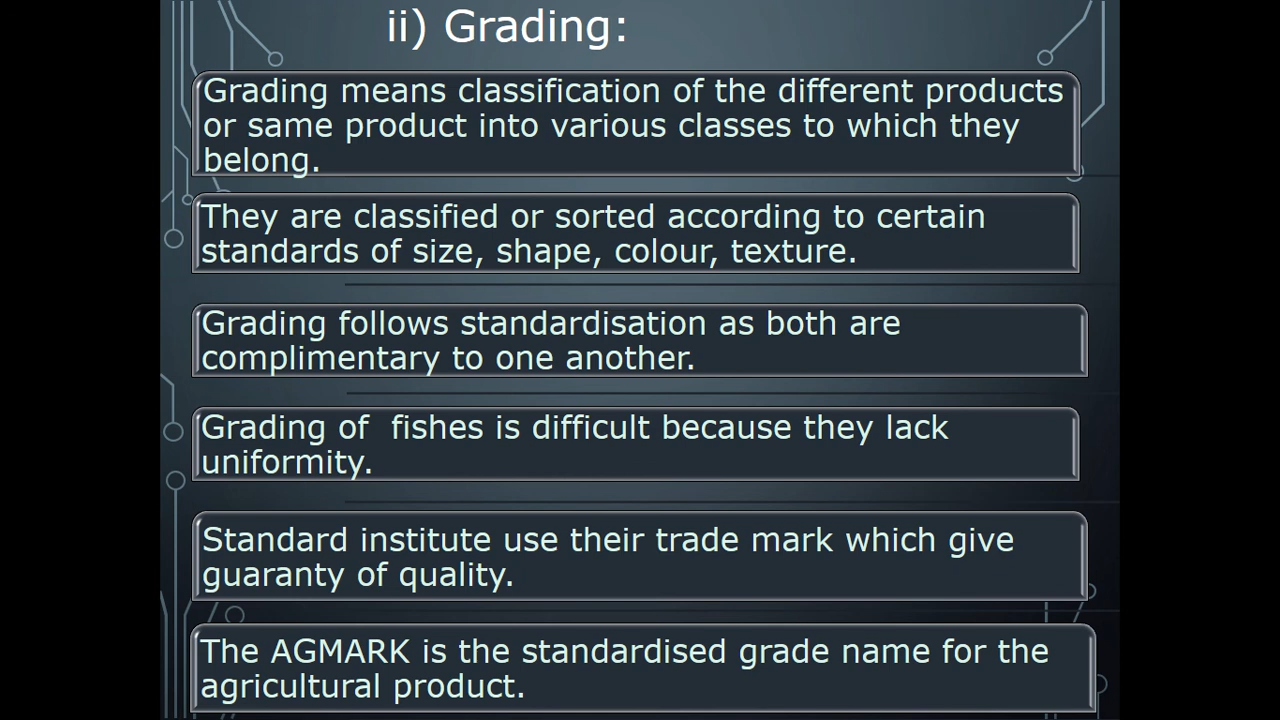 ii) Grading:
Grading means classification of the different products
or same product into various classes to which they
belong.
They are classified or sorted according to certain
standards of size, shape, colour, texture.
Grading follows standardisation as both are
complimentary to one another.
Grading of  fishes is difficult because they lack
uniformity.
Standard institute use their trade mark which give
guaranty of quality.
The AGMARK is the standardised grade name for the
agricultural product.